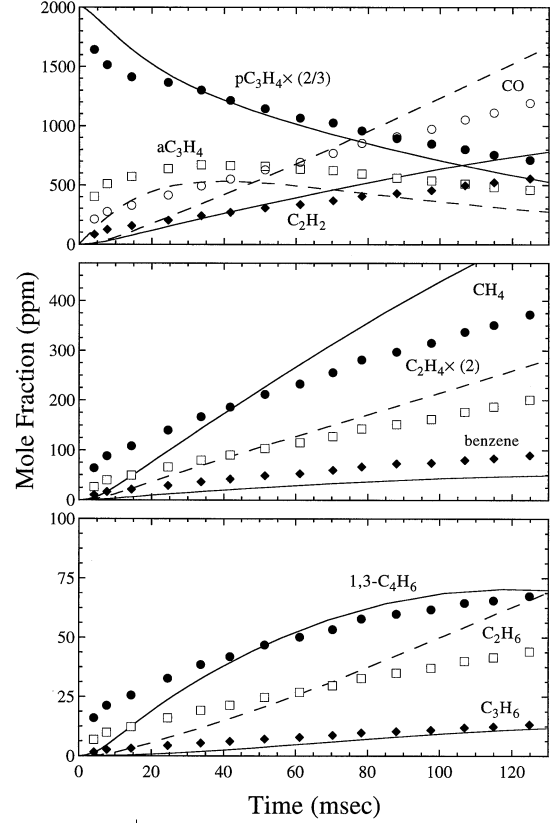 2000
pC₃H₄× (2/3)
1500
CO
1000
aC₃H₄
500
C₂H₂
0
CH₄
400
300
C₂H₄× (2)
200
benzene
100
0
Mole Fraction (ppm)
100
1,3-C₄H₆
75
C₂H₆
50
25
C₃H₆
0
0 20 40 60 80 100 120
Time (msec)